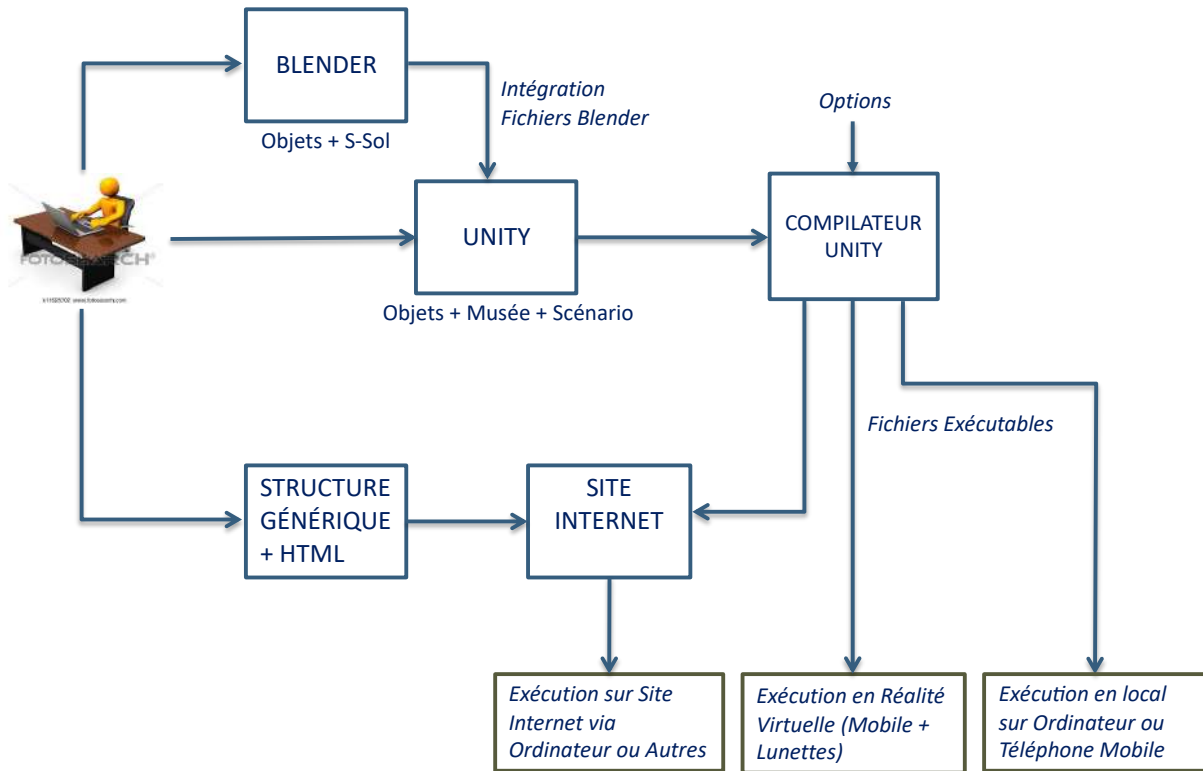 BLENDER
Intégration
Fichiers Blender
Options
Objets + S-Sol
UNITY
COMPILATEUR
UNITY
FOTOSEARCH®
Objets + Musée + Scénario
Fichiers Exécutables
STRUCTURE
GÉNÉRIQUE
+ HTML
SITE
INTERNET
Exécution sur Site
Internet via
Ordinateur ou Autres
Exécution en Réalité
Virtuelle (Mobile +
Lunettes)
Exécution en local
sur Ordinateur ou
Téléphone Mobile